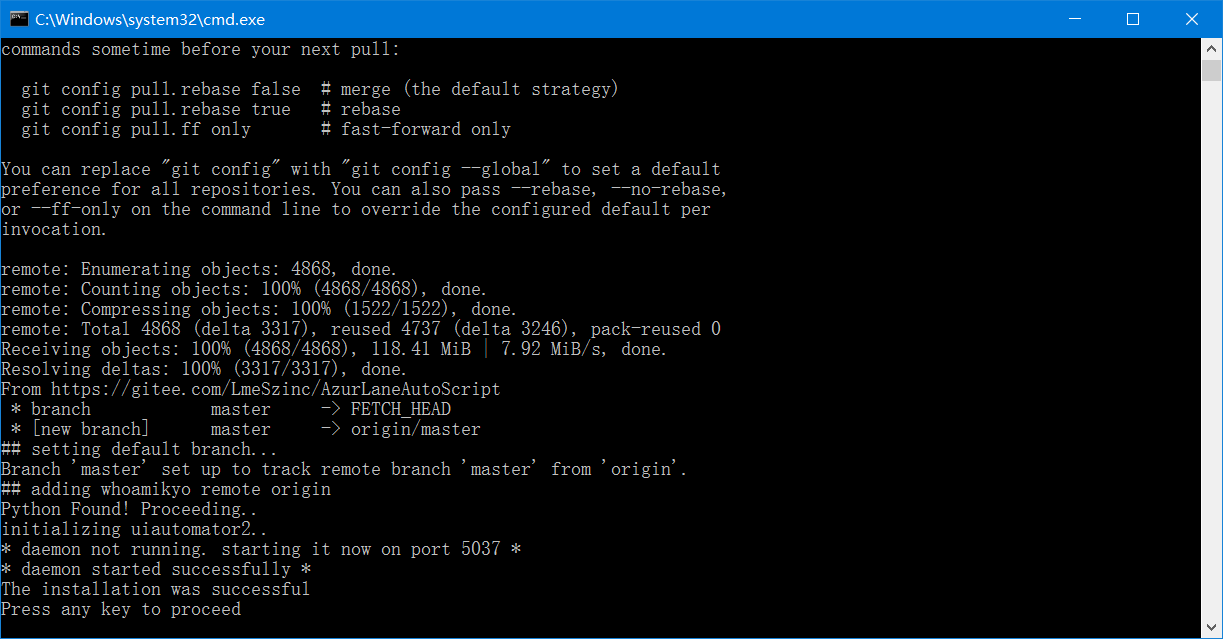 C:\Windows\system32\cmd.exe
commands sometime before your next pull:
git config pull.rebase false # merge (the default strategy)
git config pull.rebase true # rebase
git config pull.ff only # fast-forward only
You can replace "git config" with "git config --global" to set a default
preference for all repositories. You can also pass --rebase, --no-rebase,
or --ff-only on the command line to override the configured default per
invocation.
remote: Enumerating objects: 4868, done.
remote: Counting objects: 100% (4868/4868), done.
remote: Compressing objects: 100% (1522/1522), done.
remote: Total 4868 (delta 3317), reused 4737 (delta 3246), pack-reused 0
Receiving objects: 100% (4868/4868), 118.41 MiB | 7.92 MiB/s, done.
Resolving deltas: 100% (3317/3317), done.
From https://gitee.com/LmeSzinc/AzurLaneAutoScript
* branch master -> FETCH_HEAD
* [new branch] master -> origin/master
## setting default branch...
Branch 'master' set up to track remote branch 'master' from 'origin'.
## adding whoamikyo remote origin
Python Found! Proceeding..
initializing uiautomator2..
* daemon not running. starting it now on port 5037 *
* daemon started successfully *
The installation was successful
Press any key to proceed